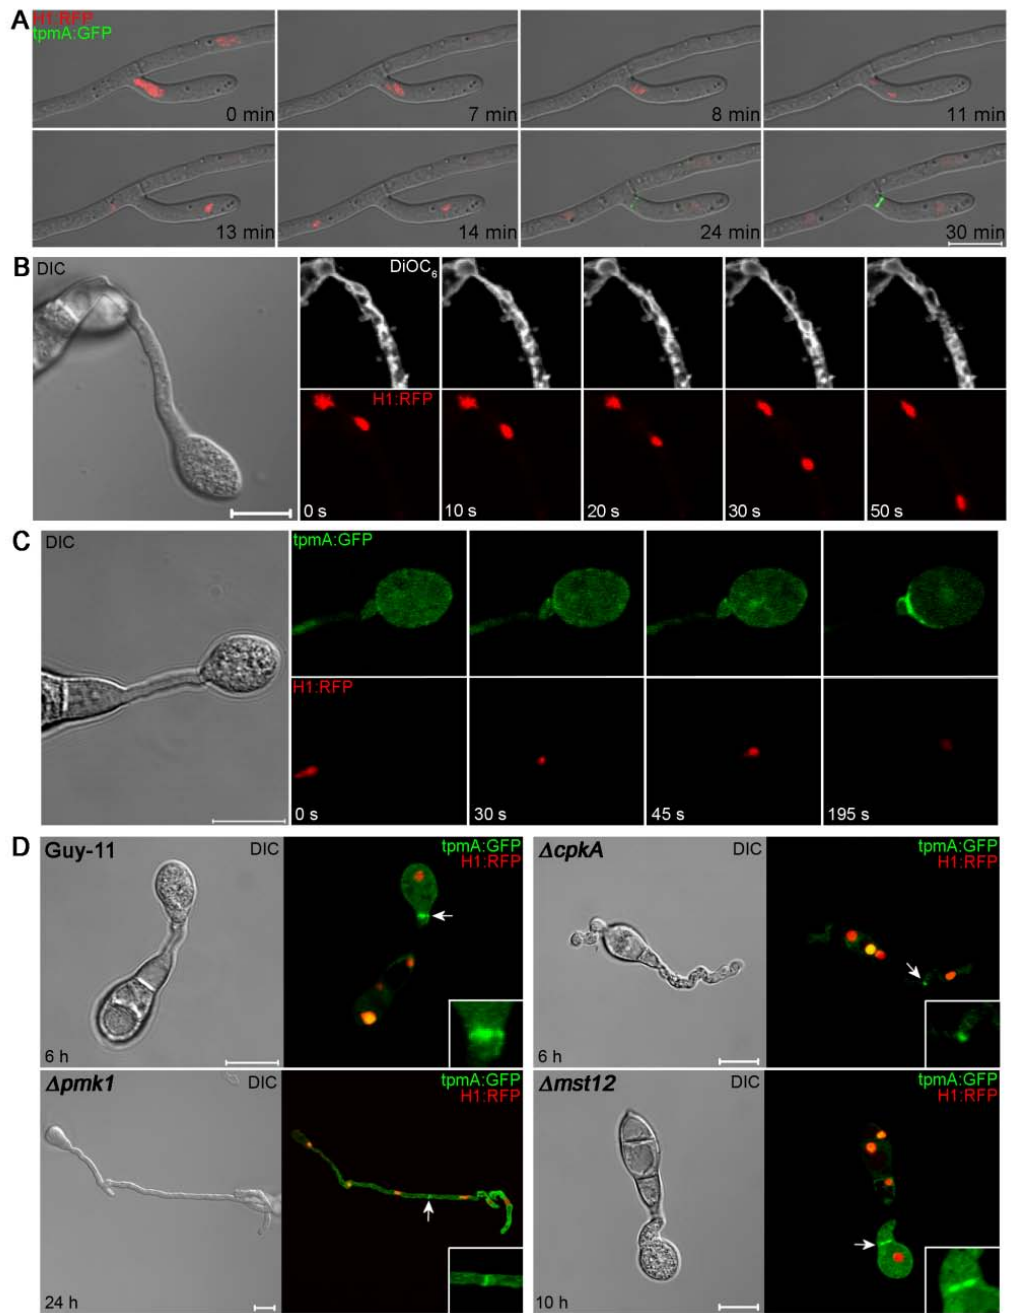 A
H1:RFP
tpmA:GFP
0 min
7 min
8 min
11 min
13 min
14 min
24 min
30 min
B
DIC
DiOC6
H1:RFP
0 s
10 s
20 s
30 s
50 s
C
DIC
tpmA:GFP
H1:RFP
0 s
30 s
45 s
195 s
D
Guy-11
DIC
tpmA:GFP
H1:RFP
6 h
ΔcpkA
DIC
tpmA:GFP
H1:RFP
6 h
Δpmk1
DIC
tpmA:GFP
H1:RFP
24 h
Δmst12
DIC
tpmA:GFP
H1:RFP
10 h